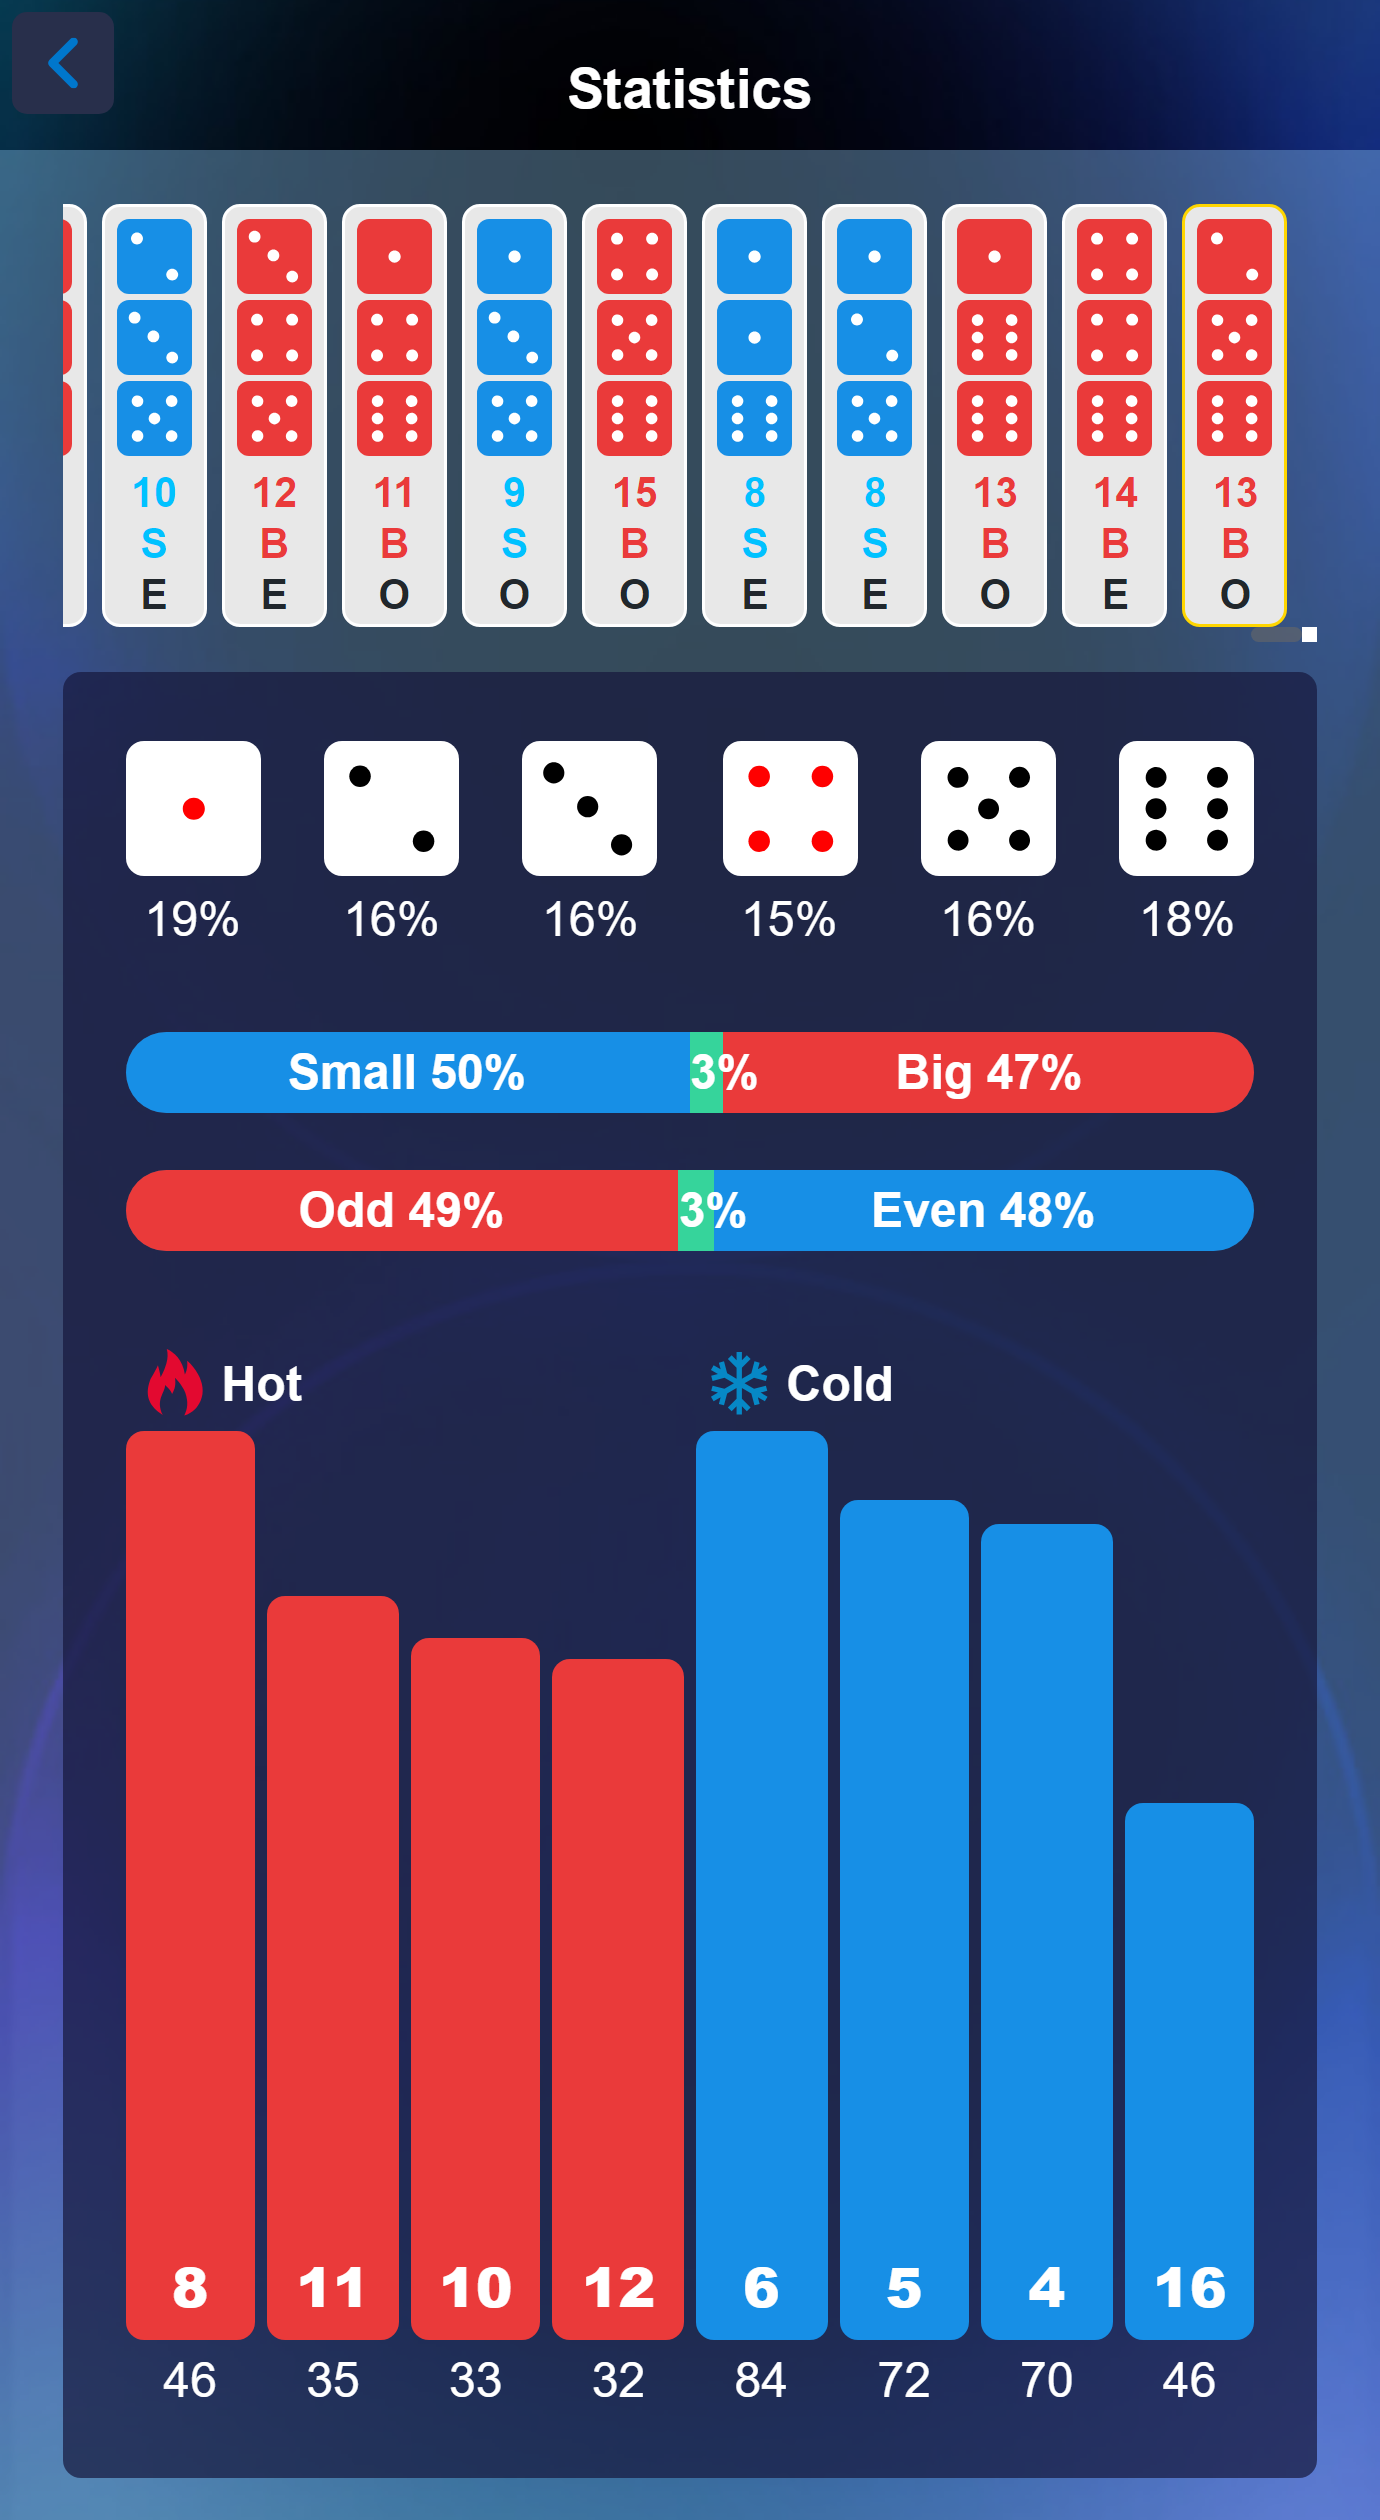 Statistics
10 12 11 9 15 8 8 13 14 13
S B B S B S S B B B
E E O O O E E O E O
19% 16% 16% 15% 16% 18%
Small 50% 3% Big 47%
Odd 49% 3% Even 48%
Hot Cold
8 11 10 12 6 5 4 16
46 35 33 32 84 72 70 46